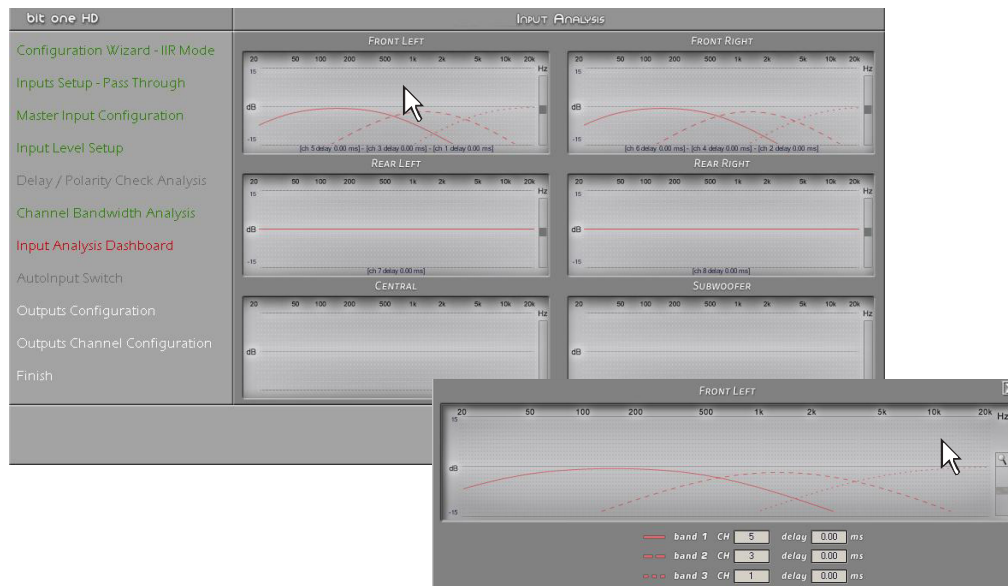 bit one HD
Input Analysis
Configuration Wizard - IIR Mode
Inputs Setup - Pass Through
Master Input Configuration
Input Level Setup
Delay / Polarity Check Analysis
Channel Bandwidth Analysis
Input Analysis Dashboard
AutoInput Switch
Outputs Configuration
Outputs Channel Configuration
Finish
Front Left
20 50 100 200 500 1k 2k 5k 10k 20k Hz
15
dB
-15
[ch 5 delay 0.00 ms] - [ch 3 delay 0.00 ms] - [ch 1 delay 0.00 ms]
Front Right
20 50 100 200 500 1k 2k 5k 10k 20k Hz
15
dB
-15
[ch 6 delay 0.00 ms] - [ch 4 delay 0.00 ms] - [ch 2 delay 0.00 ms]
Rear Left
20 50 100 200 500 1k 2k 5k 10k 20k Hz
15
dB
-15
[ch 7 delay 0.00 ms]
Rear Right
20 50 100 200 500 1k 2k 5k 10k 20k Hz
15
dB
-15
[ch 8 delay 0.00 ms]
Central
20 50 100 200 500 1k 2k 5k 10k 20k Hz
dB
Subwoofer
20 50 100 200 500 1k 2k 5k 10k 20k Hz
dB
Front Left
20 50 100 200 500 1k 2k 5k 10k 20k Hz
15
dB
-15
band 1 CH 5 delay 0.00 ms
band 2 CH 3 delay 0.00 ms
band 3 CH 1 delay 0.00 ms